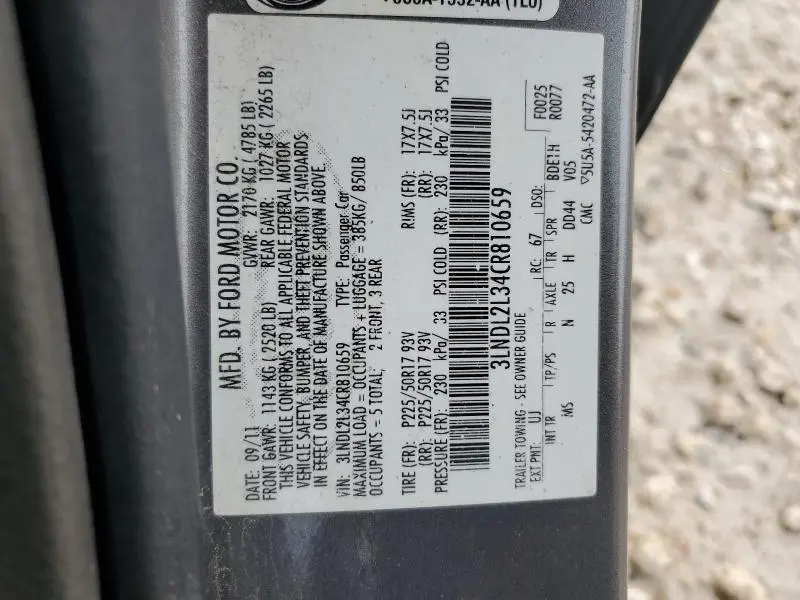 5U5A-1532-AA (TLU)
MFD. BY FORD MOTOR CO.
DATE: 09/11 GVWR: 2170 KG ( 4785 LB)
FRONT GAWR: 1143 KG ( 2520 LB) REAR GAWR: 1027 KG ( 2265 LB)
THIS VEHICLE CONFORMS TO ALL APPLICABLE FEDERAL MOTOR
VEHICLE SAFETY, BUMPER, AND THEFT PREVENTION STANDARDS
IN EFFECT ON THE DATE OF MANUFACTURE SHOWN ABOVE.
VIN: 3LNDL2L34CR810659 TYPE: Passenger Car
MAXIMUM LOAD = OCCUPANTS + LUGGAGE = 385KG/ 850LB
OCCUPANTS = 5 TOTAL; 2 FRONT, 3 REAR
TIRE (FR): P225/50R17 93V RIMS (FR): 17X7.5J
(RR): P225/50R17 93V (RR): 17X7.5J
PRESSURE (FR): 230 kPa/ 33 PSI COLD (RR): 230 kPa/ 33 PSI COLD
3LNDL2L34CR810659
TRAILER TOWING - SEE OWNER GUIDE
EXT PNT: UJ RC: 67 DSO: F0025
R0077
INT TR TP/PS R AXLE TR SPR BDE1H
MS N 25 H DD44 V05
CMC ▽5U5A-5420472-AA